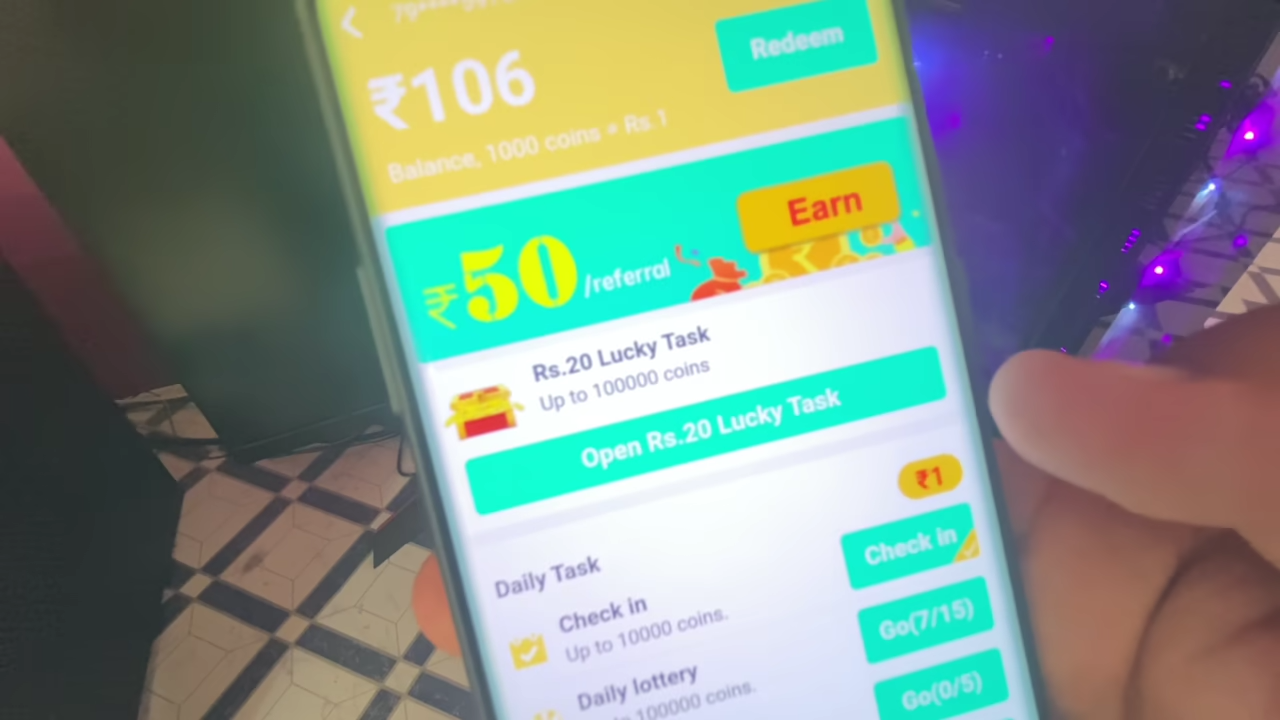 Redeem
₹106
Balance, 1000 coins = Rs.1
Earn
₹50/referral
Rs.20 Lucky Task
Up to 100000 coins
Open Rs.20 Lucky Task
₹1
Daily Task
Check in
Check in
Up to 10000 coins.
Go(7/15)
Daily lottery
100000 coins.
Go(0/5)